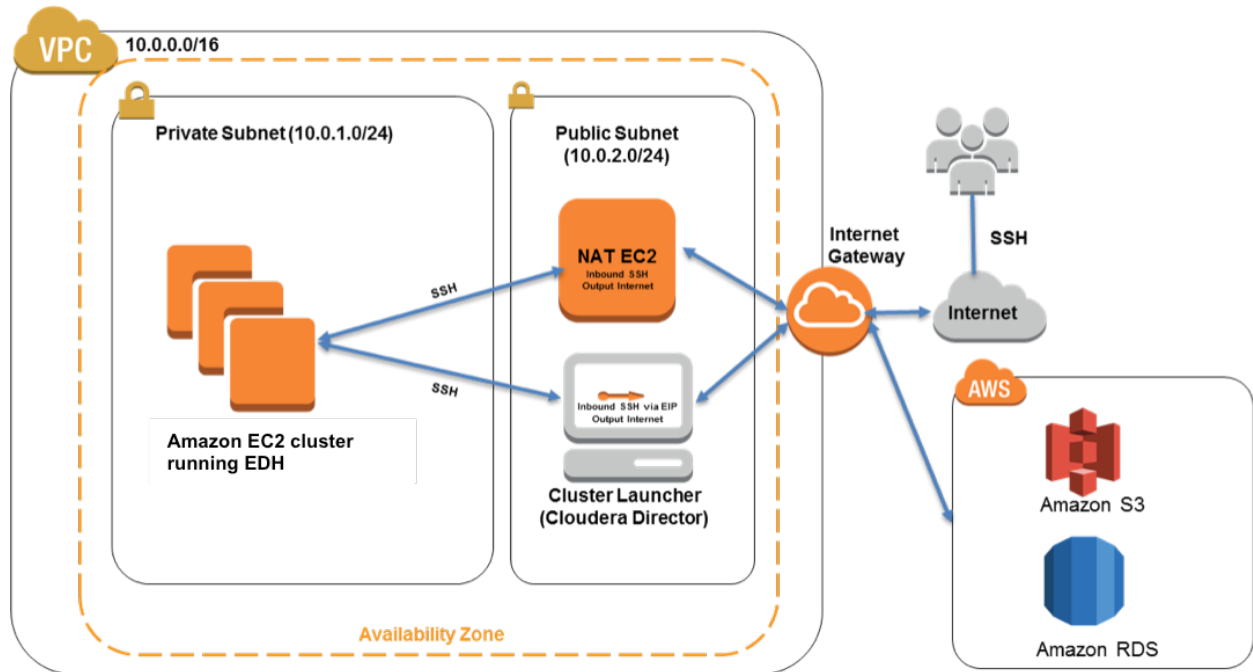 VPC
10.0.0.0/16
Private Subnet (10.0.1.0/24)
Public Subnet
(10.0.2.0/24)
NAT EC2
Inbound SSH
Output Internet
SSH
SSH
Inbound SSH via EIP
Output Internet
Amazon EC2 cluster
running EDH
Cluster Launcher
(Cloudera Director)
Availability Zone
Internet
Gateway
SSH
Internet
AWS
Amazon S3
Amazon RDS